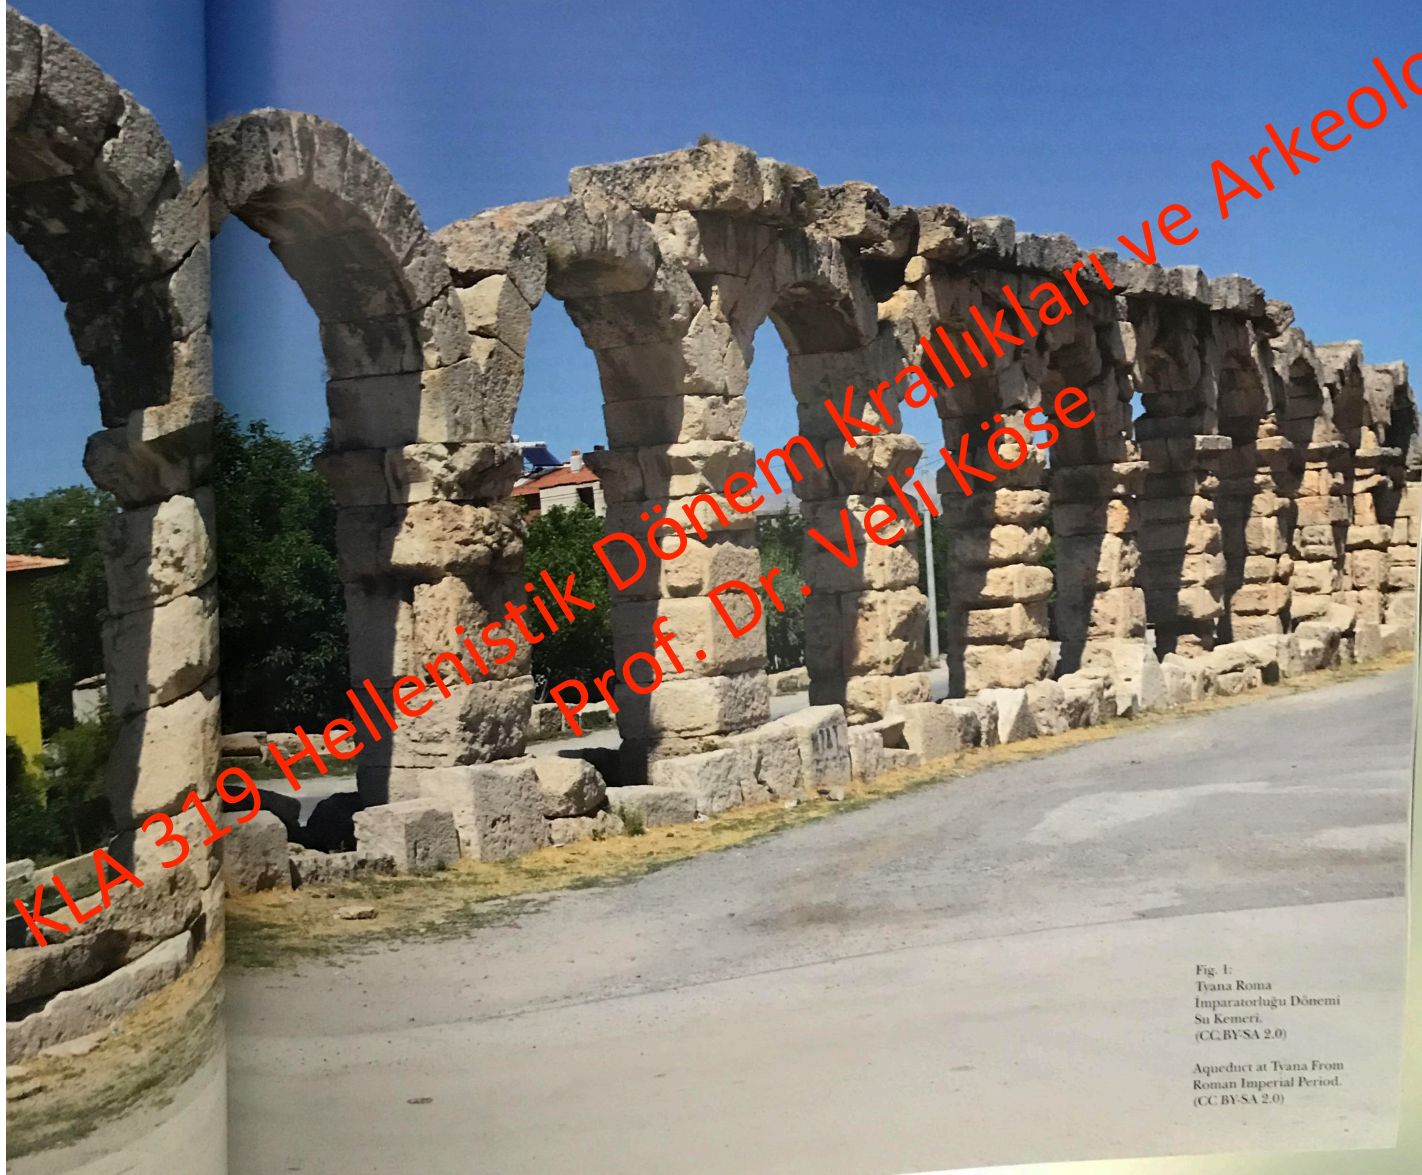 KLA 319 Hellenistik Dönem Krallıkları ve Arkeolo
Prof. Dr. Veli Köse
Fig. 1:
Tyana Roma
İmparatorluğu Dönemi
Su Kemeri.
(CC BY-SA 2.0)
Aqueduct at Tyana From
Roman Imperial Period.
(CC BY-SA 2.0)